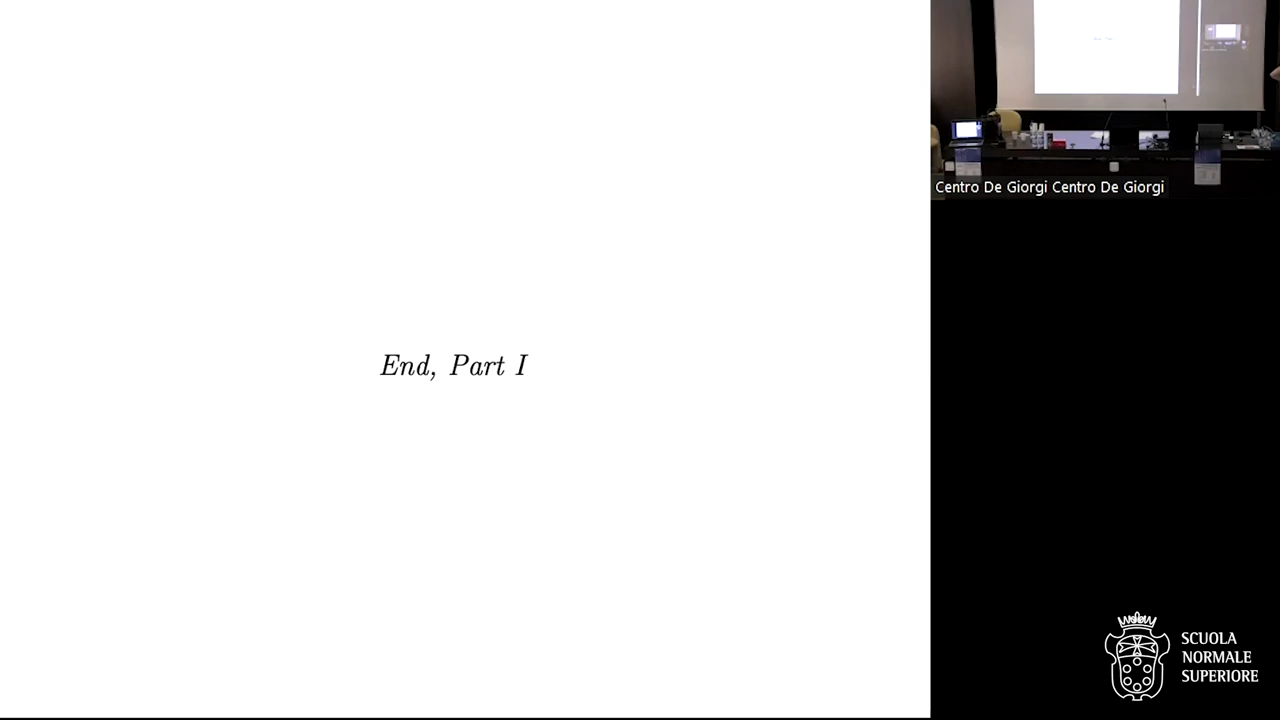 End, Part I
Centro De Giorgi Centro De Giorgi
SCUOLA
NORMALE
SUPERIORE